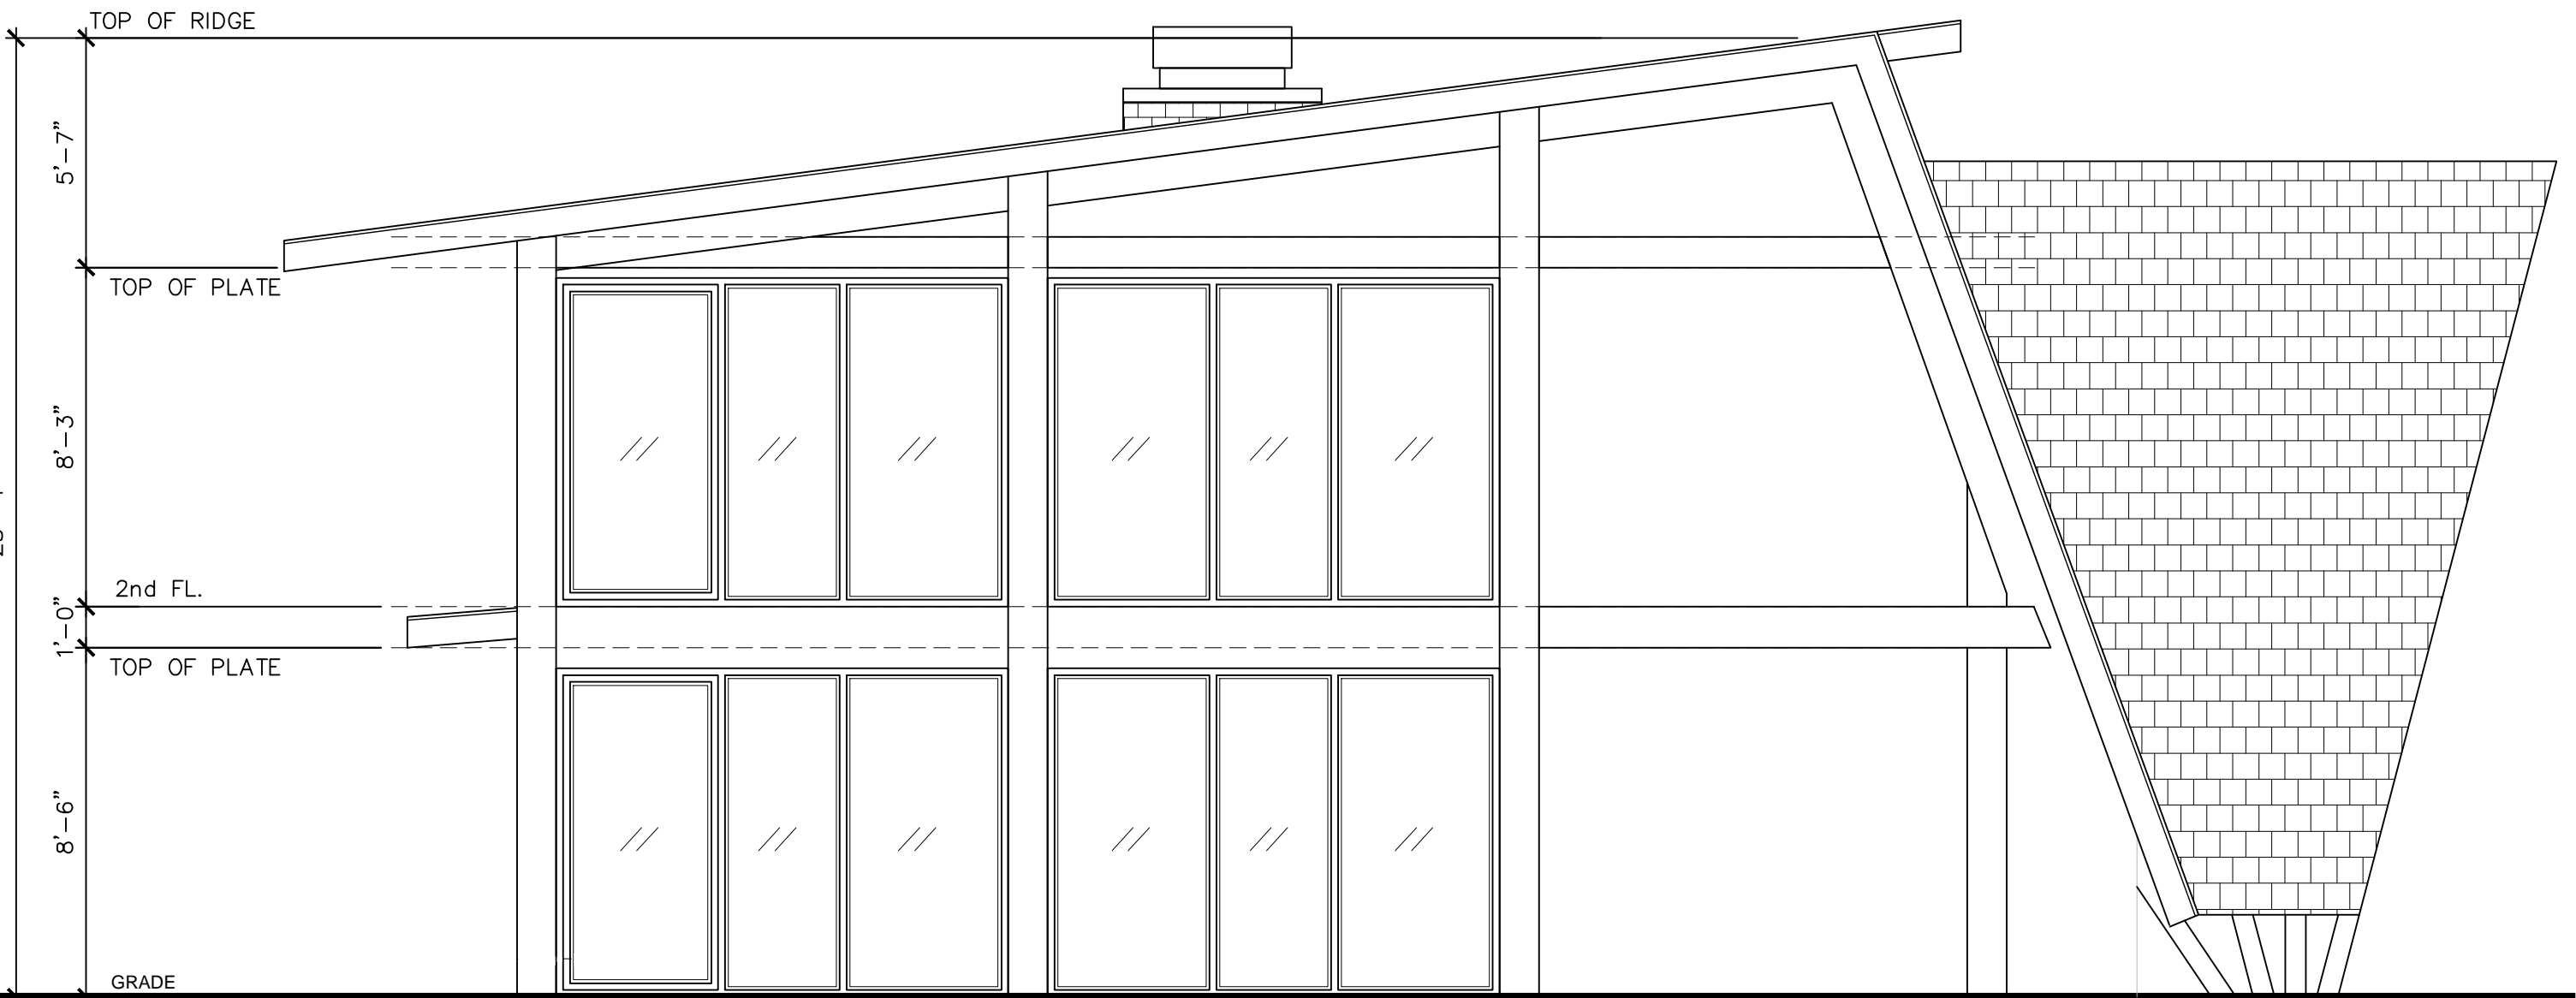 TOP OF RIDGE
5'-7"
TOP OF PLATE
8'-3"
2nd FL.
1'-0"
TOP OF PLATE
8'-6"
GRADE